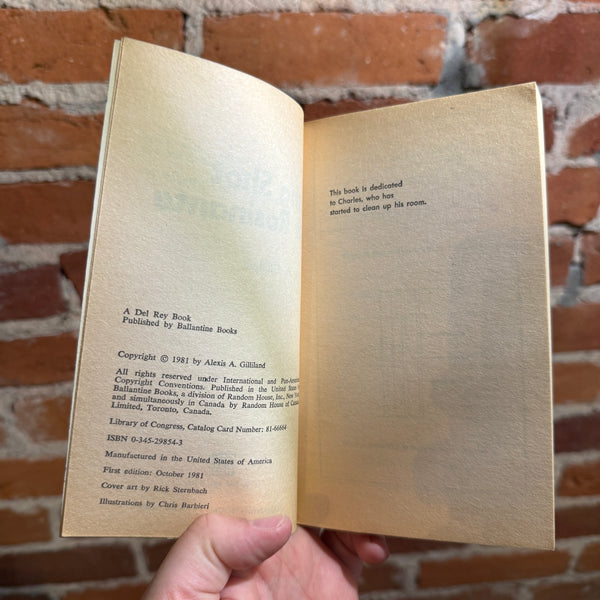 A Del Rey Book
Published by Ballantine Books
Copyright © 1981 by Alexis A. Gilliland
All rights reserved under International and Pan-American
Copyright Conventions. Published in the United States
Ballantine Books, a division of Random House, Inc., New York,
and simultaneously in Canada by Random House of Canada
Limited, Toronto, Canada.
Library of Congress, Catalog Card Number: 81-66664
ISBN 0-345-29854-3
Manufactured in the United States of America
First edition: October 1981
Cover art by Rick Sternbach
Illustrations by Chris Barbieri
This book is dedicated
to Charles, who has
started to clean up his room.